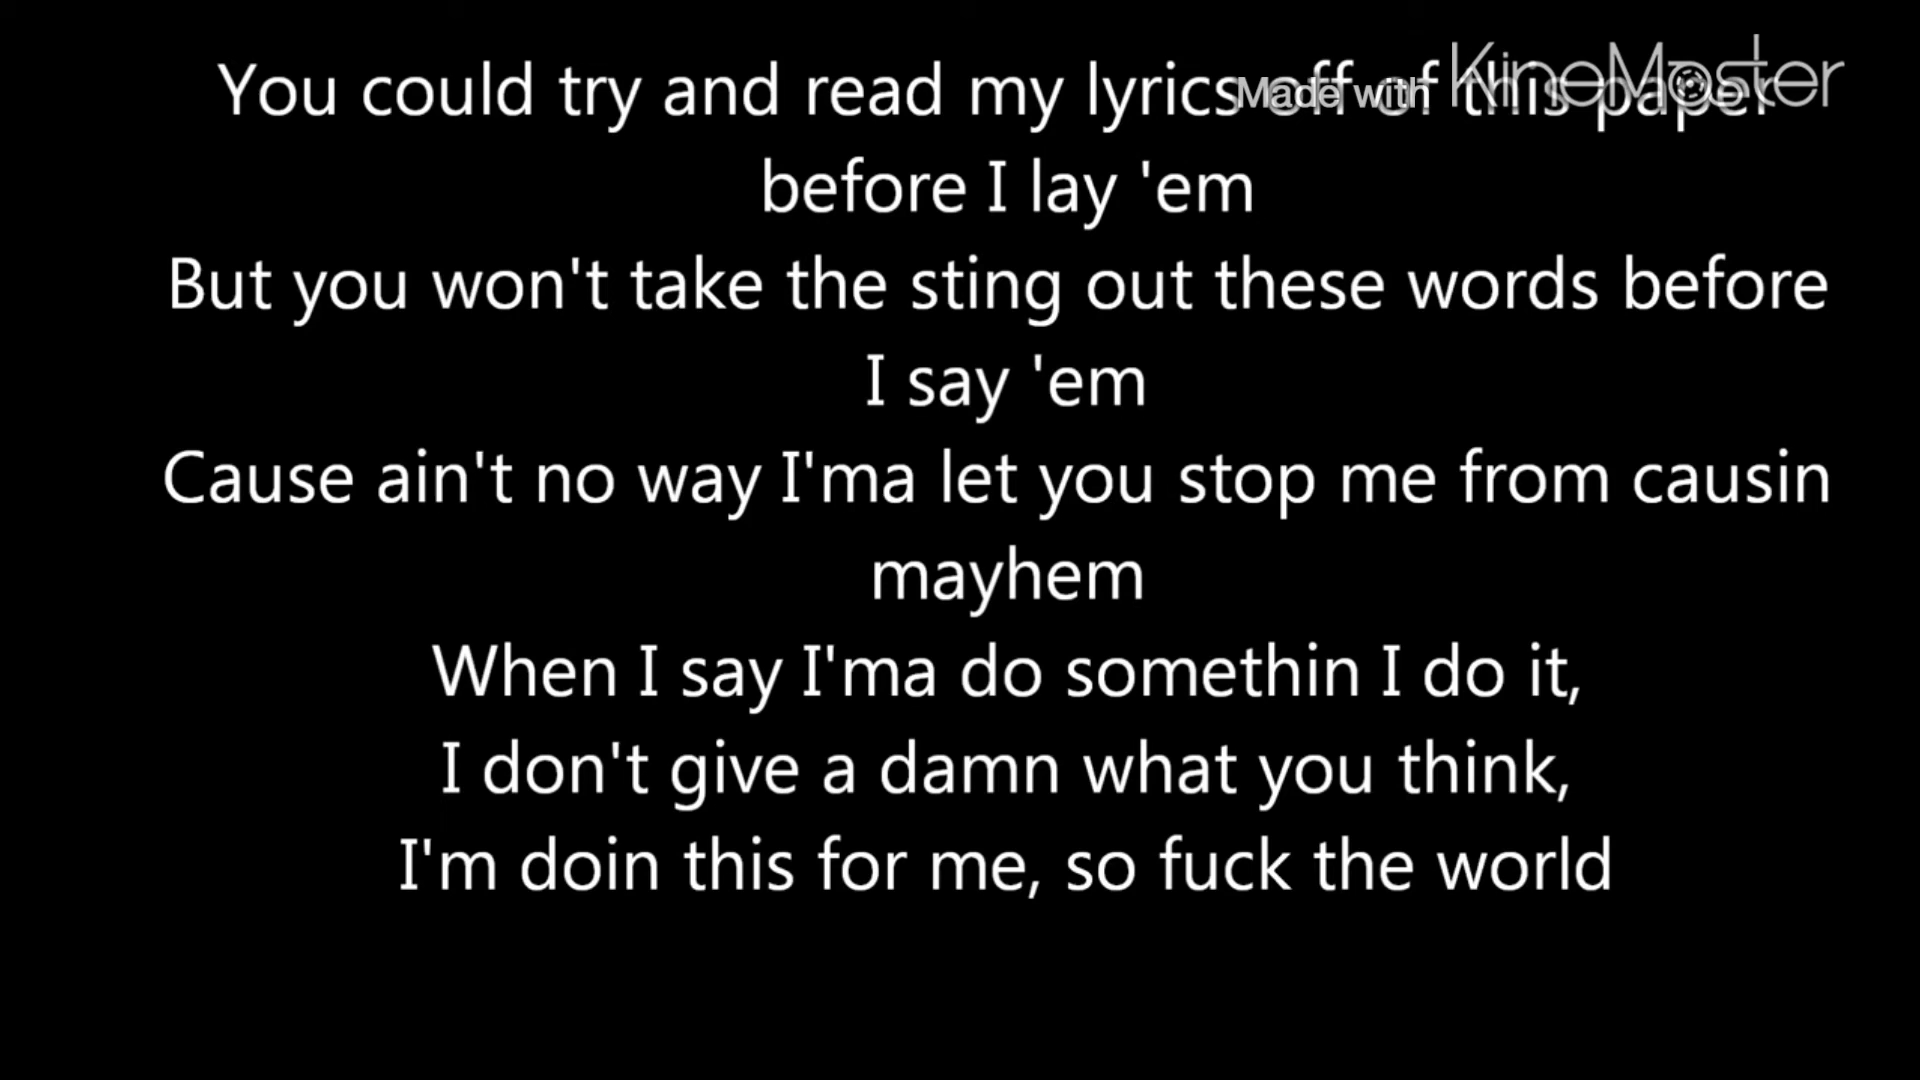 You could try and read my lyrics off of this paper
Made with KineMaster
before I lay 'em
But you won't take the sting out these words before
I say 'em
Cause ain't no way I'ma let you stop me from causin
mayhem
When I say I'ma do somethin I do it,
I don't give a damn what you think,
I'm doin this for me, so fuck the world